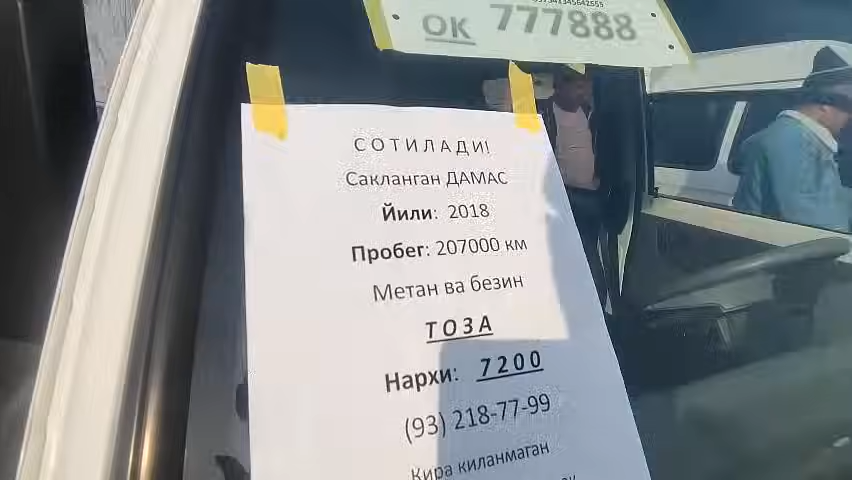 ОК 777888
СОТИЛАДИ!
Сакланган ДАМАС
Йили: 2018
Пробег: 207000 км
Метан ва безин
ТОЗА
Нархи: 7200
(93) 218-77-99
Кира киланмаган